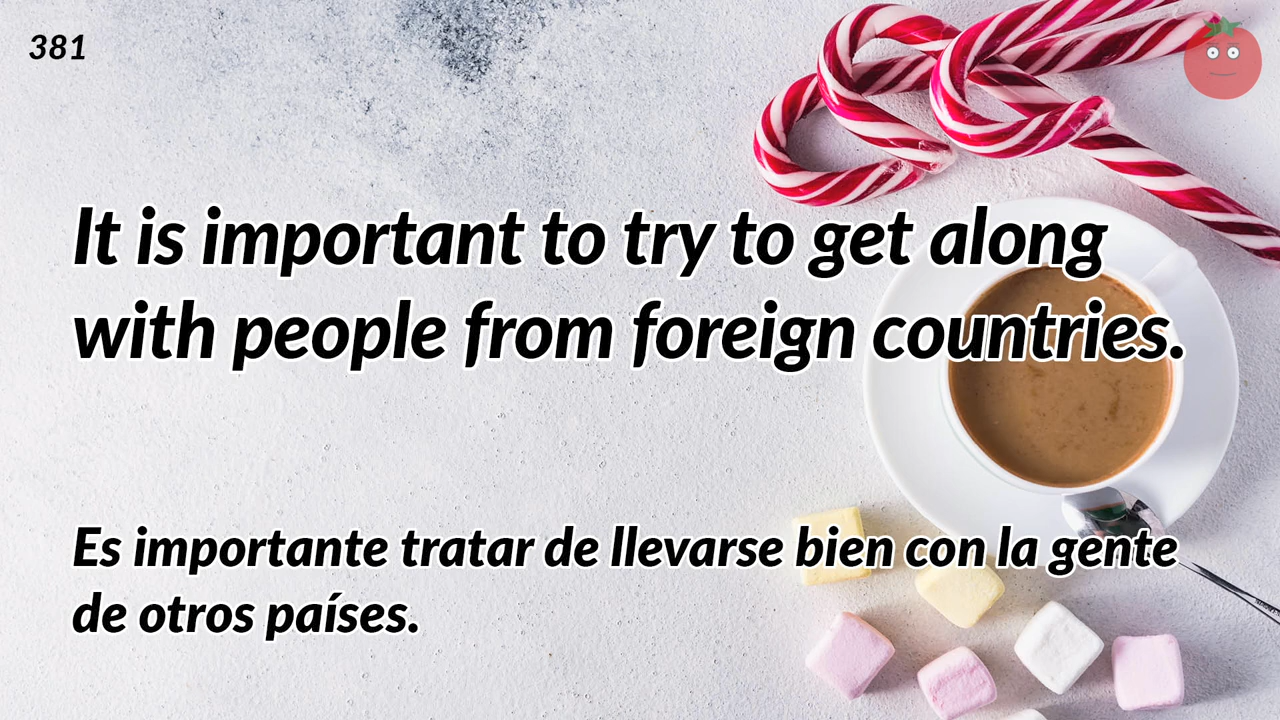 381
It is important to try to get along
with people from foreign countries.
Es importante tratar de llevarse bien con la gente
de otros países.